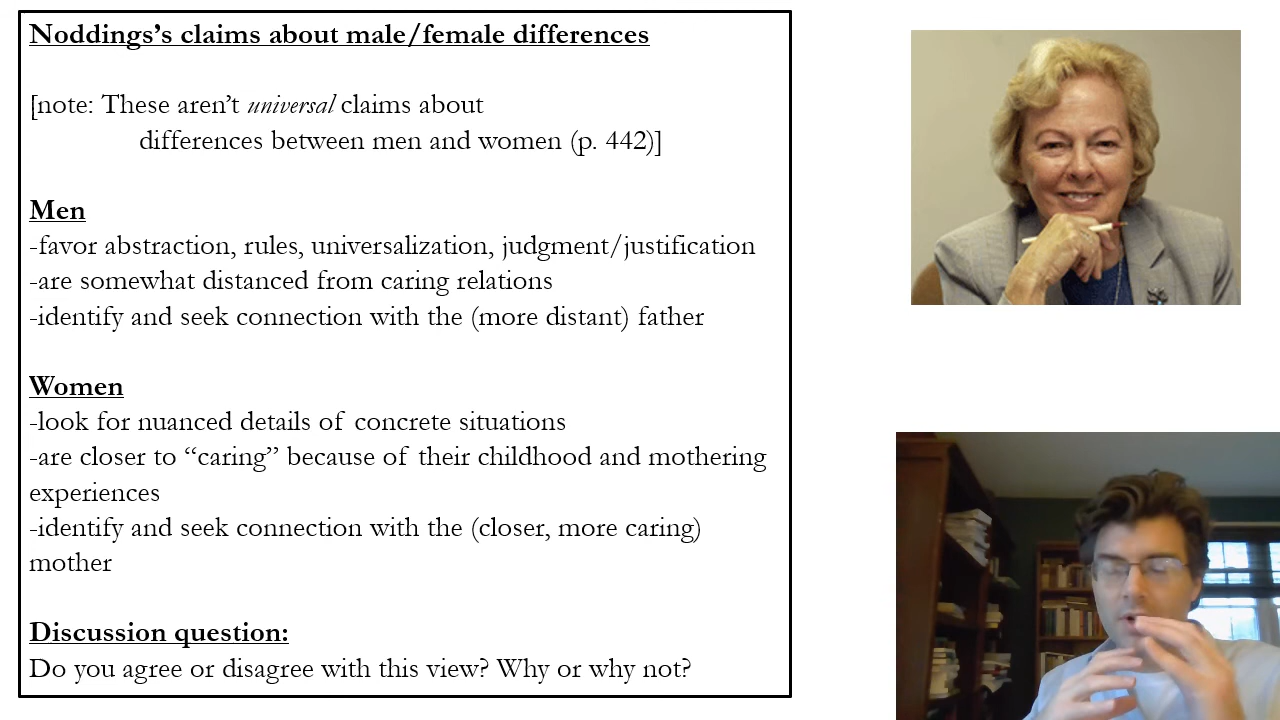 Noddings’s claims about male/female differences
[note: These aren’t universal claims about
differences between men and women (p. 442)]
Men
-favor abstraction, rules, universalization, judgment/justification
-are somewhat distanced from caring relations
-identify and seek connection with the (more distant) father
Women
-look for nuanced details of concrete situations
-are closer to “caring” because of their childhood and mothering
experiences
-identify and seek connection with the (closer, more caring)
mother
Discussion question:
Do you agree or disagree with this view? Why or why not?